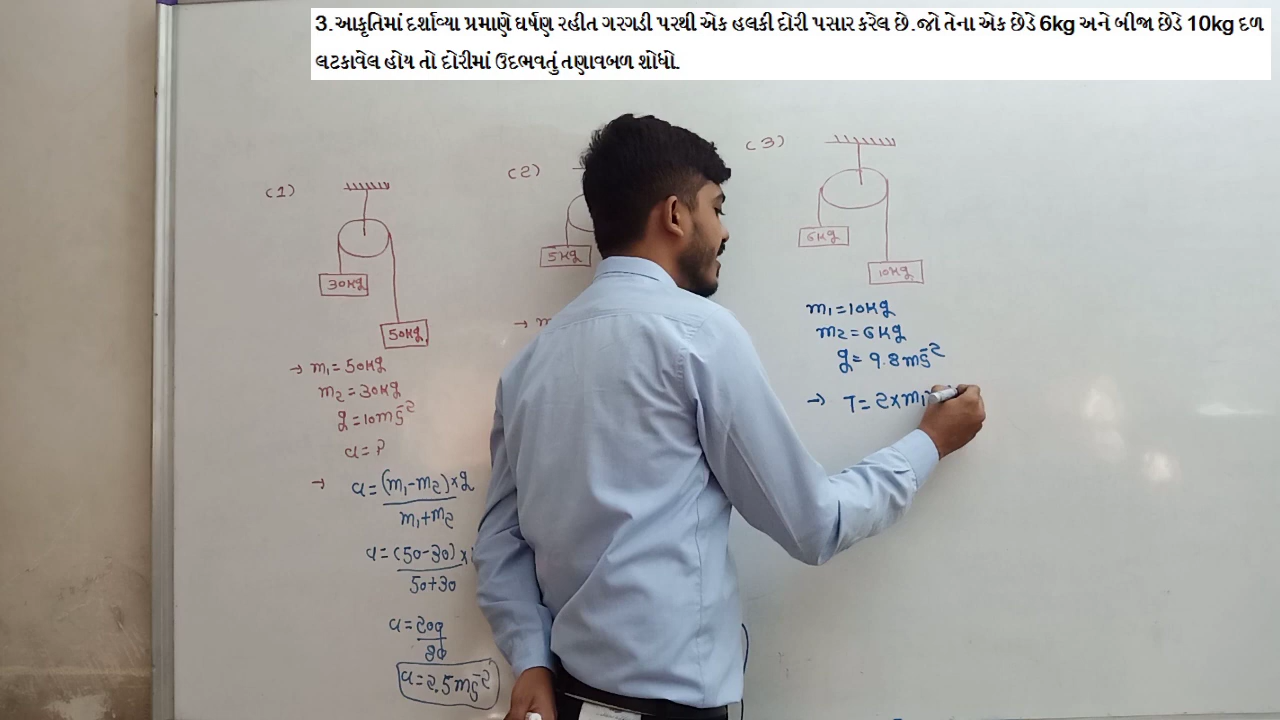 3.આકૃતિમાં દર્શાવ્યા પ્રમાણે ઘર્ષણ રહીત ગરગડી પરથી એક હલકી દોરી પસાર કરેલ છે.જો તેના એક છેડે 6kg અને બીજા છેડે 10kg દળ
લટકાવેલ હોય તો દોરીમાં ઉદભવતું તણાવબળ શોધો.
(1)
30kg
50kg
→ m₁=50kg
m₂=30kg
g=10ms⁻²
a=?
→ a=(m₁-m₂)×g
m₁+m₂
a=(50-30)×
50+30
a=200
80
a=2.5ms⁻²
(2)
5kg
→ m
(3)
6kg
10kg
m₁=10kg
m₂=6kg
g=9.8ms⁻²
→ T=2×m₁